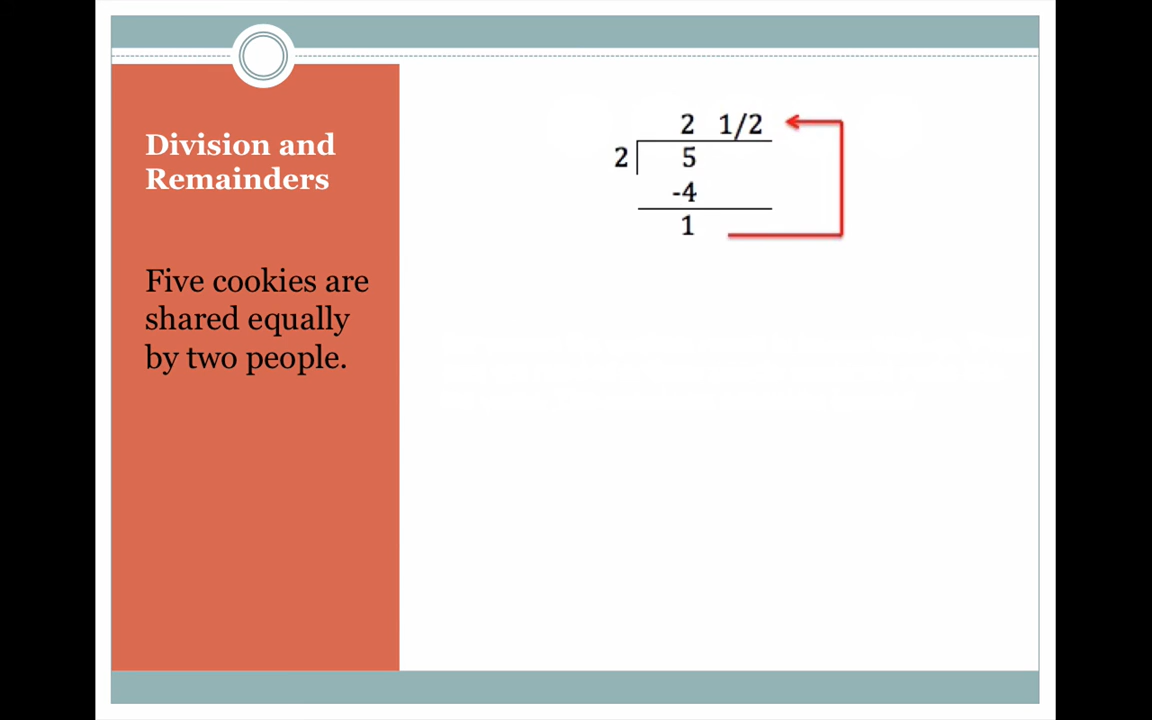 Division and
Remainders
Five cookies are
shared equally
by two people.
2 1/2
2 5
-4
1